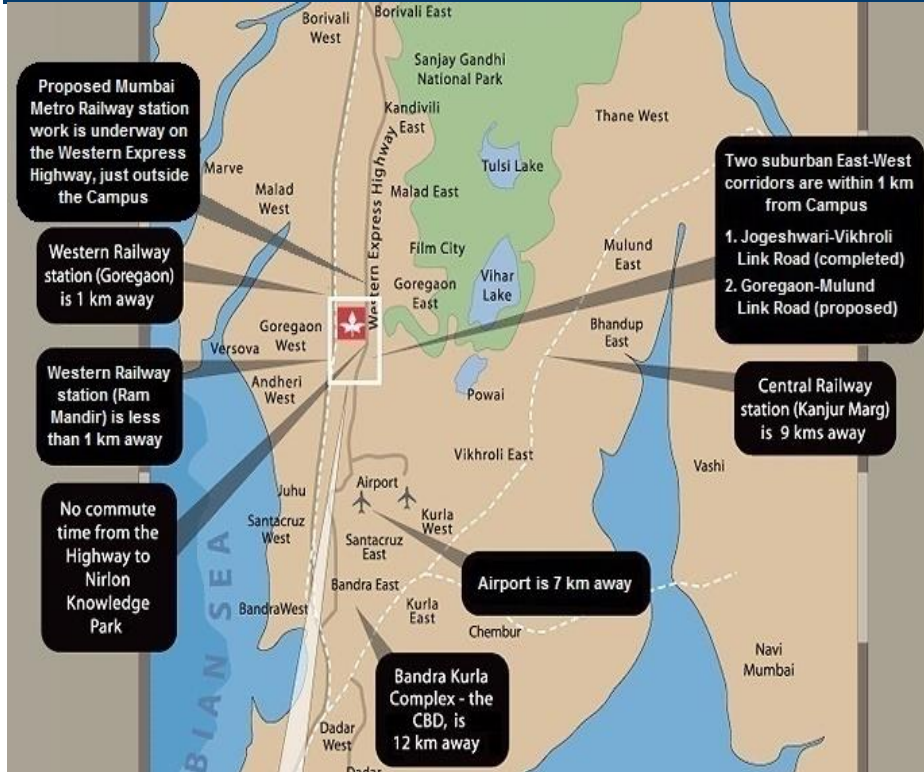 Borivali
West
Borivali East
Sanjay Gandhi
National Park
Kandivili
East
Thane West
Proposed Mumbai
Metro Railway station
work is underway on
the Western Express
Highway, just outside
the Campus
Marve
Malad
West
Western Express Highway
Malad East
Tulsi Lake
Two suburban East-West
corridors are within 1 km
from Campus
1. Jogeshwari-Vikhroli
Link Road (completed)
2. Goregaon-Mulund
Link Road (proposed)
Western Railway
station (Goregaon)
is 1 km away
Film City
Goregaon
East
Vihar
Lake
Mulund
East
Goregaon
West
Versova
Bhandup
East
Western Railway
station (Ram
Mandir) is less
than 1 km away
Andheri
West
Powai
Central Railway
station (Kanjur Marg)
is 9 kms away
Vikhroli East
Vashi
No commute
time from the
Highway to
Nirlon
Knowledge
Park
Juhu
Airport
Santacruz
West
Kurla
West
Santacruz
East
Airport is 7 km away
Bandra East
BandraWest
Kurla
East
Chembur
Navi
Mumbai
BIAN SEA
Bandra Kurla
Complex - the
CBD, is
12 km away
Dadar
West
Dadar